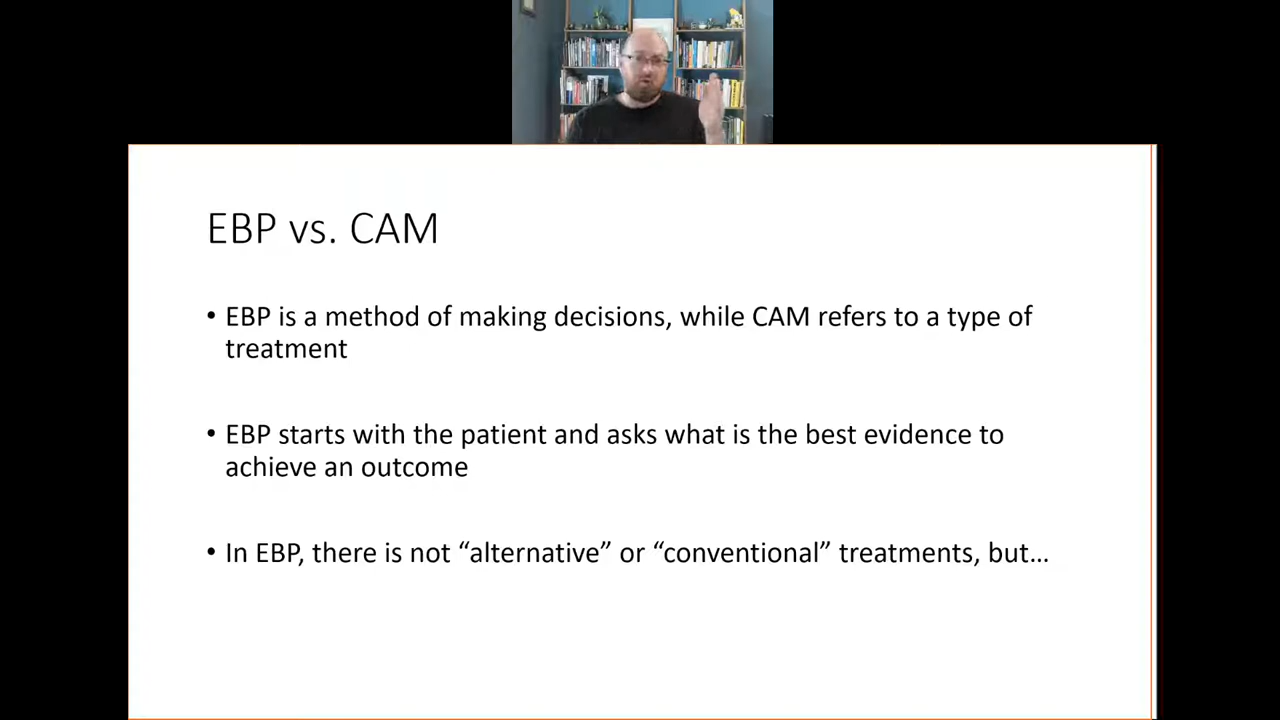 EBP vs. CAM
• EBP is a method of making decisions, while CAM refers to a type of
treatment
• EBP starts with the patient and asks what is the best evidence to
achieve an outcome
• In EBP, there is not “alternative” or “conventional” treatments, but…